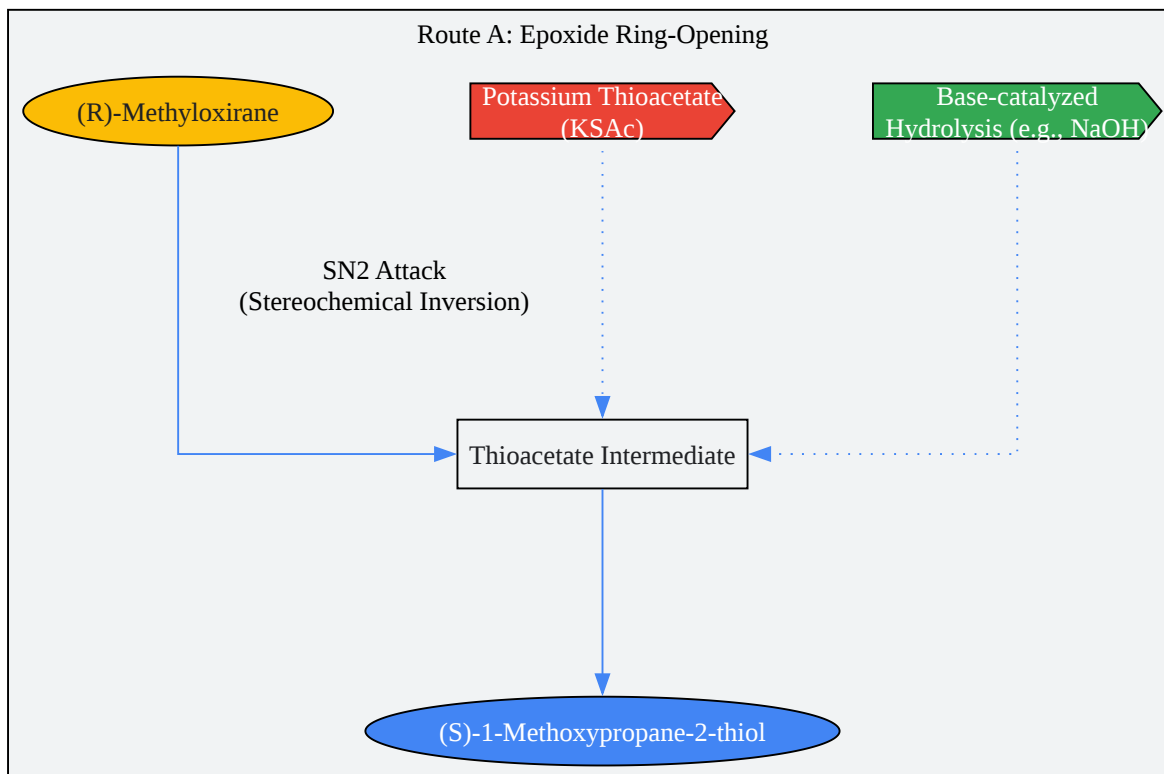 Route A: Epoxide Ring-Opening
(R)-Methyloxirane
Potassium Thioacetate
(KSAc)
Base-catalyzed
Hydrolysis (e.g., NaOH)
SN2 Attack
(Stereochemical Inversion)
Thioacetate Intermediate
(S)-1-Methoxypropane-2-thiol